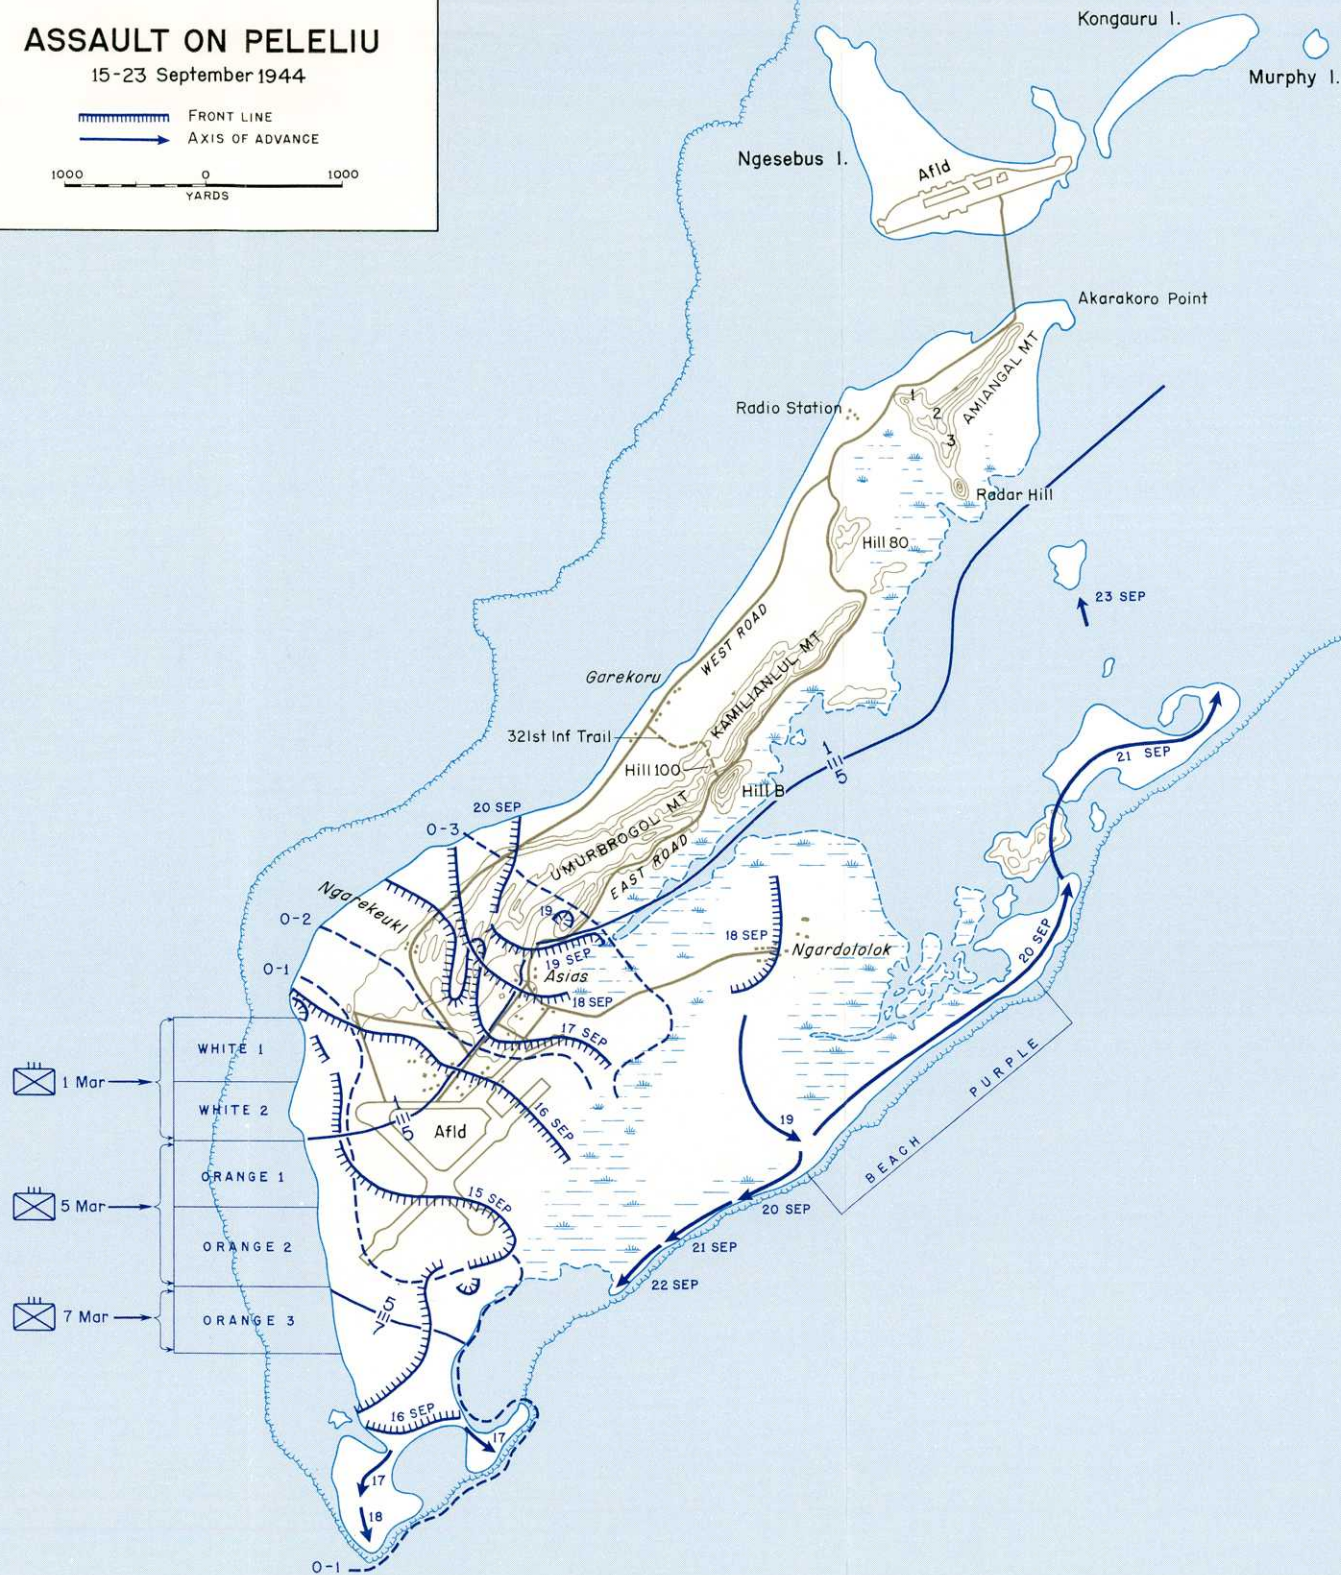 ASSAULT ON PELELIU
15-23 September 1944
FRONT LINE
AXIS OF ADVANCE
1000 0 1000
YARDS
Kongauru I.
Murphy I.
Ngesebus I.
Afld
Akarakoro Point
AMIANGAL MT
1
2
3
Radio Station
Radar Hill
Hill 80
23 SEP
WEST ROAD
KAMILIANLUL MT
Garekoru
321st Inf Trail
Hill 100
Hill B
1
III
5
21 SEP
20 SEP
O-3
UMURBROGOL MT
EAST ROAD
Ngarekeukl
O-2
19
18 SEP
Ngardololok
20 SEP
19 SEP
Asias
O-1
18 SEP
17 SEP
WHITE 1
1 Mar
WHITE 2
BEACH PURPLE
16 SEP
1
III
5
Afld
19
ORANGE 1
15 SEP
5 Mar
20 SEP
ORANGE 2
21 SEP
22 SEP
5
III
7
7 Mar
ORANGE 3
16 SEP
17
17
18
O-1